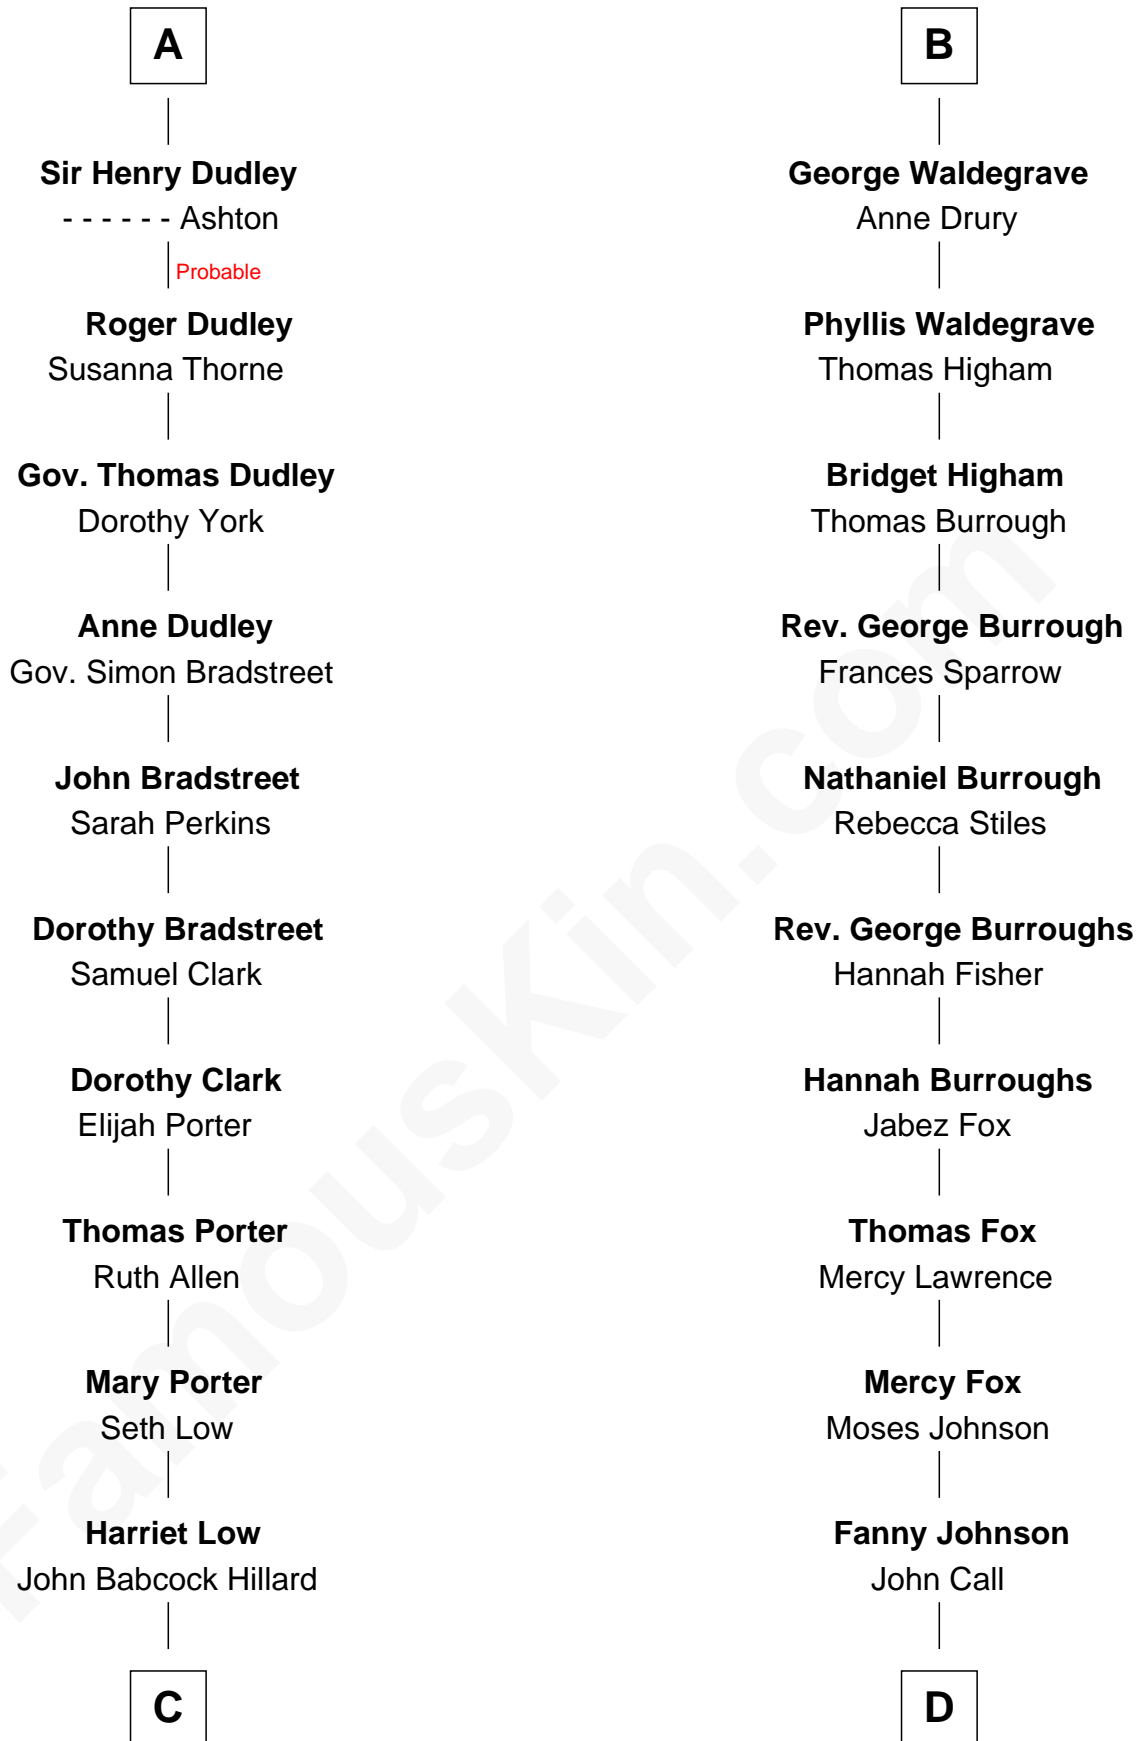 A
Sir Henry Dudley
- - - - - - Ashton
Probable
Roger Dudley
Susanna Thorne
Gov. Thomas Dudley
Dorothy York
Anne Dudley
Gov. Simon Bradstreet
John Bradstreet
Sarah Perkins
Dorothy Bradstreet
Samuel Clark
Dorothy Clark
Elijah Porter
Thomas Porter
Ruth Allen
Mary Porter
Seth Low
Harriet Low
John Babcock Hillard
C
B
George Waldegrave
Anne Drury
Phyllis Waldegrave
Thomas Higham
Bridget Higham
Thomas Burrough
Rev. George Burrough
Frances Sparrow
Nathaniel Burrough
Rebecca Stiles
Rev. George Burroughs
Hannah Fisher
Hannah Burroughs
Jabez Fox
Thomas Fox
Mercy Lawrence
Mercy Fox
Moses Johnson
Fanny Johnson
John Call
D
FamousKin.com